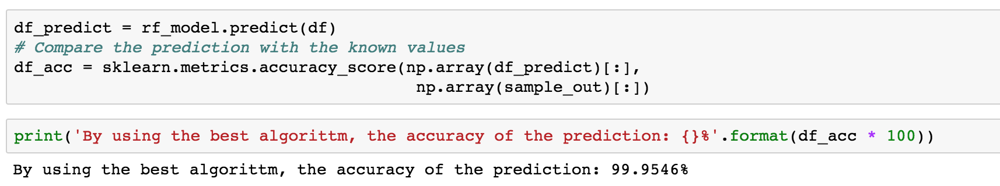 df_predict = rf_model.predict(df)
# Compare the prediction with the known values
df_acc = sklearn.metrics.accuracy_score(np.array(df_predict)[:],
np.array(sample_out)[:])
print('By using the best algorittm, the accuracy of the prediction: {}%'.format(df_acc * 100))
By using the best algorittm, the accuracy of the prediction: 99.9546%